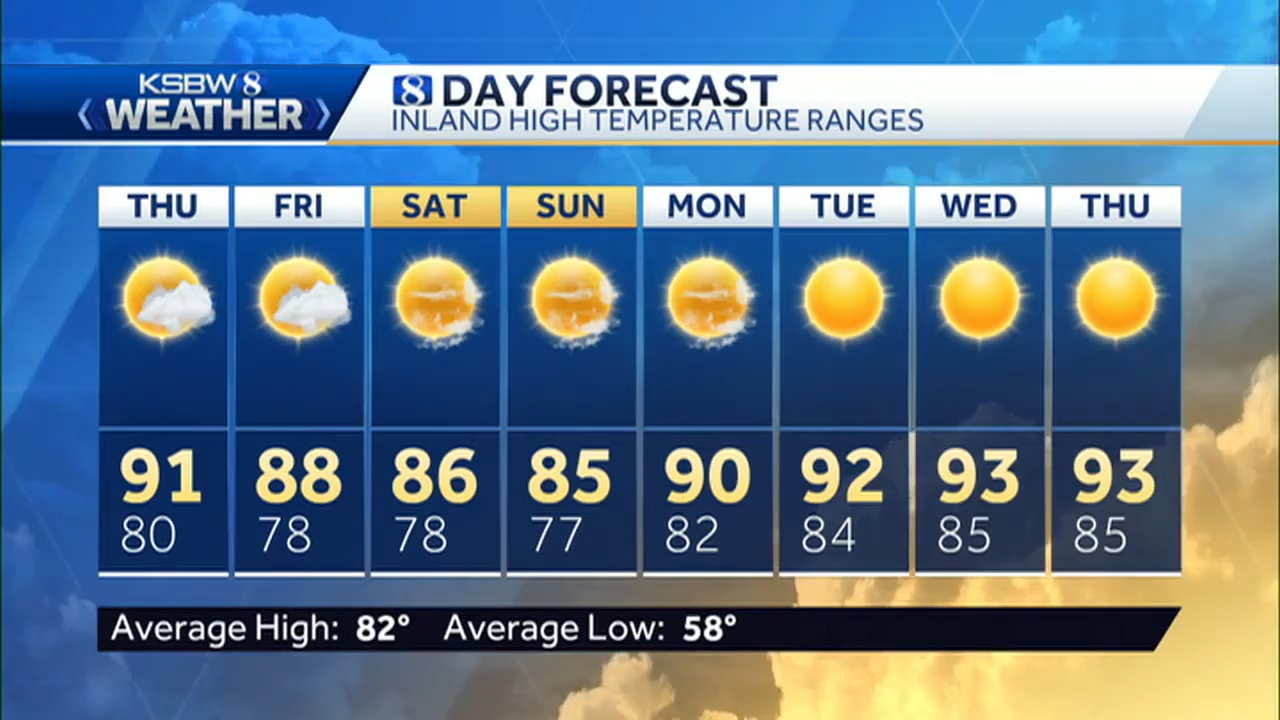 KSBW 8
WEATHER
8 DAY FORECAST
INLAND HIGH TEMPERATURE RANGES
THU FRI SAT SUN MON TUE WED THU
91 88 86 85 90 92 93 93
80 78 78 77 82 84 85 85
Average High: 82° Average Low: 58°